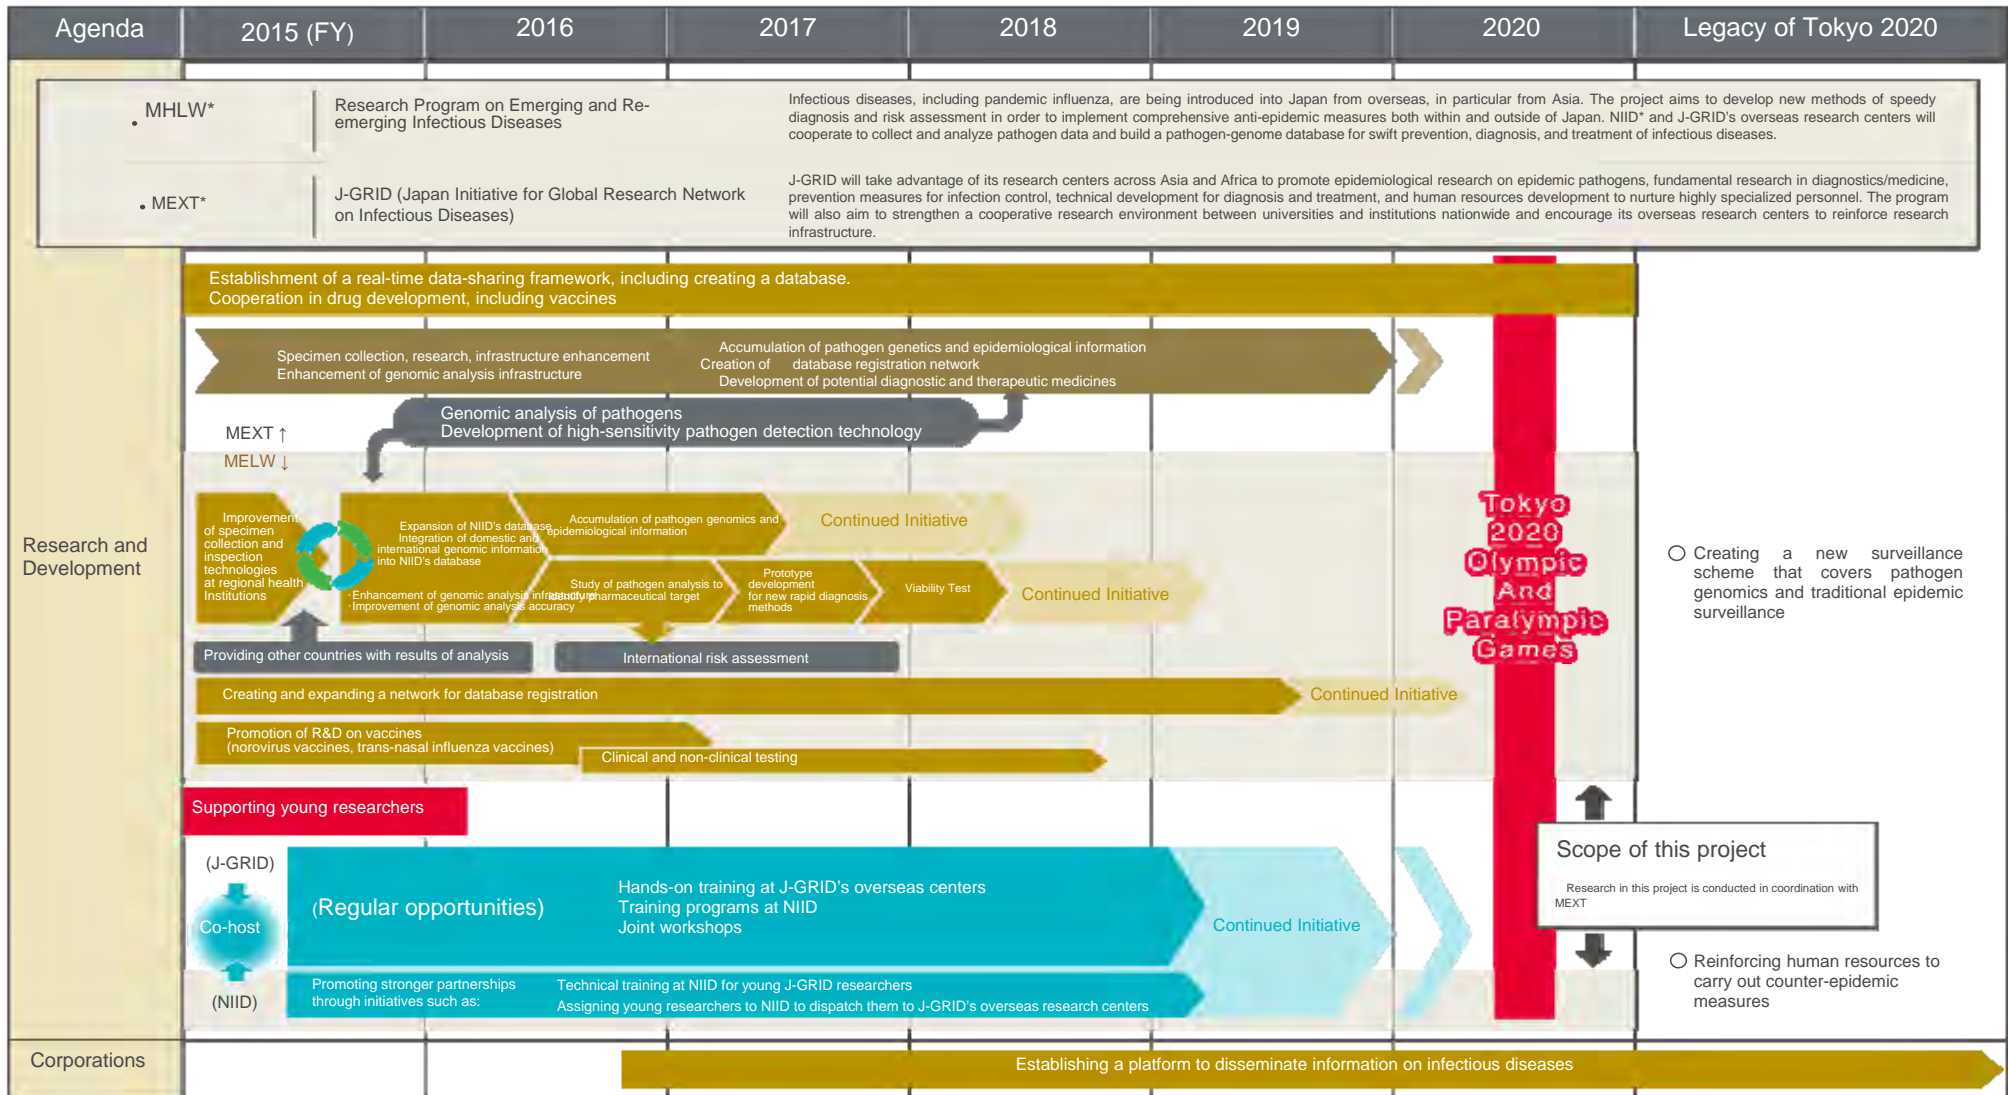 Agenda
2015 (FY)
2016
2017
2018
2019
2020
Legacy of Tokyo 2020
• MHLW*
Research Program on Emerging and Re-
emerging Infectious Diseases
Infectious diseases, including pandemic influenza, are being introduced into Japan from overseas, in particular from Asia. The project aims to develop new methods of speedy
diagnosis and risk assessment in order to implement comprehensive anti-epidemic measures both within and outside of Japan. NIID* and J-GRID's overseas research centers will
cooperate to collect and analyze pathogen data and build a pathogen-genome database for swift prevention, diagnosis, and treatment of infectious diseases.
• MEXT*
J-GRID (Japan Initiative for Global Research Network
on Infectious Diseases)
J-GRID will take advantage of its research centers across Asia and Africa to promote epidemiological research on epidemic pathogens, fundamental research in diagnostics/medicine,
prevention measures for infection control, technical development for diagnosis and treatment, and human resources development to nurture highly specialized personnel. The program
will also aim to strengthen a cooperative research environment between universities and institutions nationwide and encourage its overseas research centers to reinforce research
infrastructure.
Establishment of a real-time data-sharing framework, including creating a database.
Cooperation in drug development, including vaccines
Specimen collection, research, infrastructure enhancement
Enhancement of genomic analysis infrastructure
Accumulation of pathogen genetics and epidemiological information
Creation of database registration network
Development of potential diagnostic and therapeutic medicines
Genomic analysis of pathogens
Development of high-sensitivity pathogen detection technology
MEXT ↑
MELW ↓
Research and
Development
Improvement
of specimen
collection and
inspection
technologies
at regional health
Institutions
Expansion of NIID's database
Integration of domestic and
international genomic information
into NIID's database
·Enhancement of genomic analysis infrastructure
·Improvement of genomic analysis accuracy
Accumulation of pathogen genomics and
epidemiological information
Continued Initiative
Study of pathogen analysis to
identify pharmaceutical target
Prototype
development
for new rapid diagnosis
methods
Viability Test
Continued Initiative
Tokyo
2020
Olympic
And
Paralympic
Games
○ Creating a new surveillance
scheme that covers pathogen
genomics and traditional epidemic
surveillance
Providing other countries with results of analysis
International risk assessment
Creating and expanding a network for database registration
Continued Initiative
Promotion of R&D on vaccines
(norovirus vaccines, trans-nasal influenza vaccines)
Clinical and non-clinical testing
Supporting young researchers
(J-GRID)
Co-host
(NIID)
(Regular opportunities)
Hands-on training at J-GRID's overseas centers
Training programs at NIID
Joint workshops
Continued Initiative
Promoting stronger partnerships
through initiatives such as:
Technical training at NIID for young J-GRID researchers
Assigning young researchers to NIID to dispatch them to J-GRID's overseas research centers
Scope of this project
Research in this project is conducted in coordination with
MEXT
○ Reinforcing human resources to
carry out counter-epidemic
measures
Corporations
Establishing a platform to disseminate information on infectious diseases